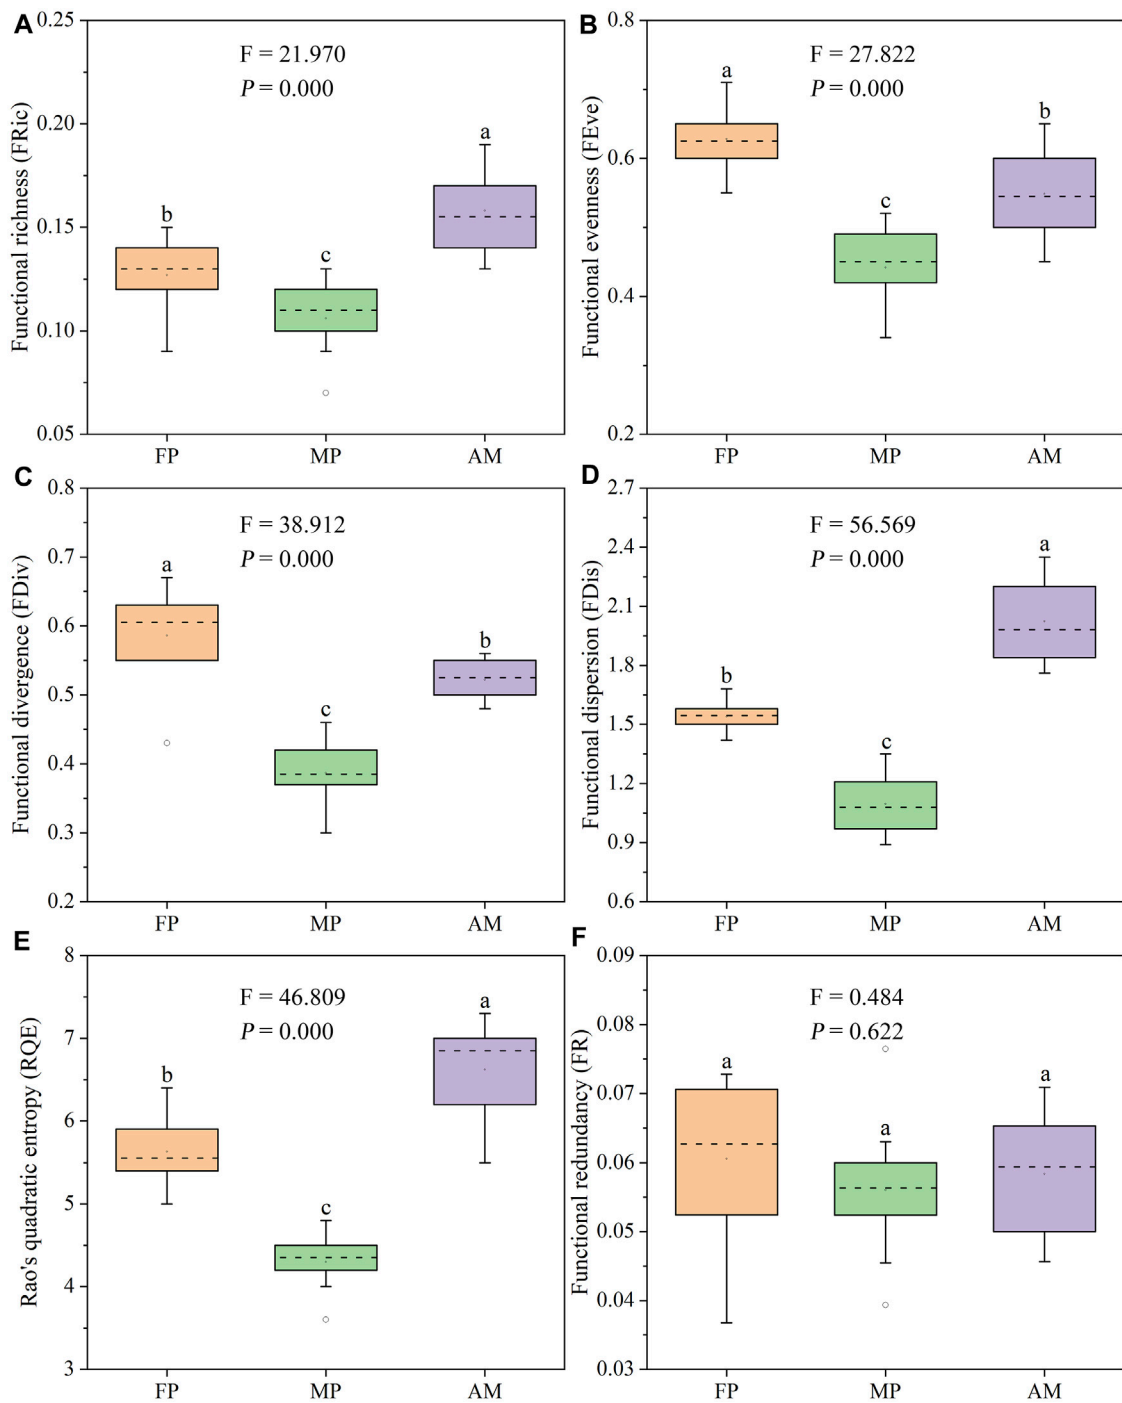 A
Functional richness (FRic)
0.25
0.20
0.15
0.10
0.05
F = 21.970
P = 0.000
b
c
a
FP
MP
AM
B
Functional evenness (FEve)
0.8
0.6
0.4
0.2
F = 27.822
P = 0.000
a
c
b
FP
MP
AM
C
Functional divergence (FDiv)
0.8
0.7
0.6
0.5
0.4
0.3
0.2
F = 38.912
P = 0.000
a
c
b
FP
MP
AM
D
Functional dispersion (FDis)
2.7
2.4
2.1
1.8
1.5
1.2
0.9
0.6
F = 56.569
P = 0.000
b
c
a
FP
MP
AM
E
Rao's quadratic entropy (RQE)
8
7
6
5
4
3
F = 46.809
P = 0.000
b
c
a
FP
MP
AM
F
Functional redundancy (FR)
0.09
0.08
0.07
0.06
0.05
0.04
0.03
F = 0.484
P = 0.622
a
a
a
FP
MP
AM